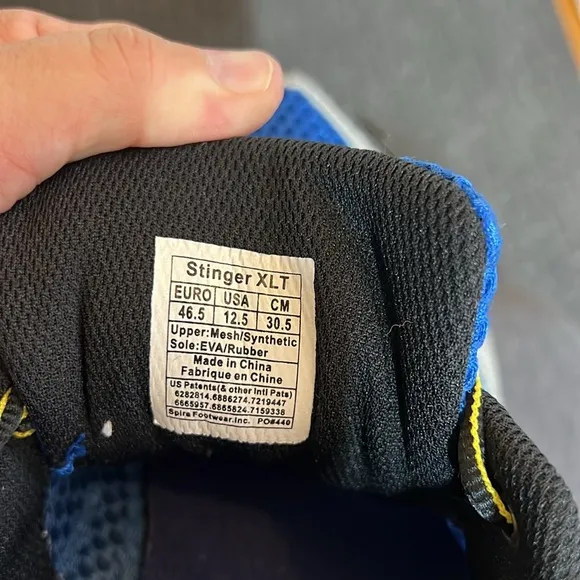 Stinger XLT
EURO USA CM
46.5 12.5 30.5
Upper:Mesh/Synthetic
Sole:EVA/Rubber
Made in China
Fabrique en Chine
US Patents(& other Intl Pats)
6282814.6886274.7219447
6665957.6865824.7159338
Spira Footwear,Inc. PO#449